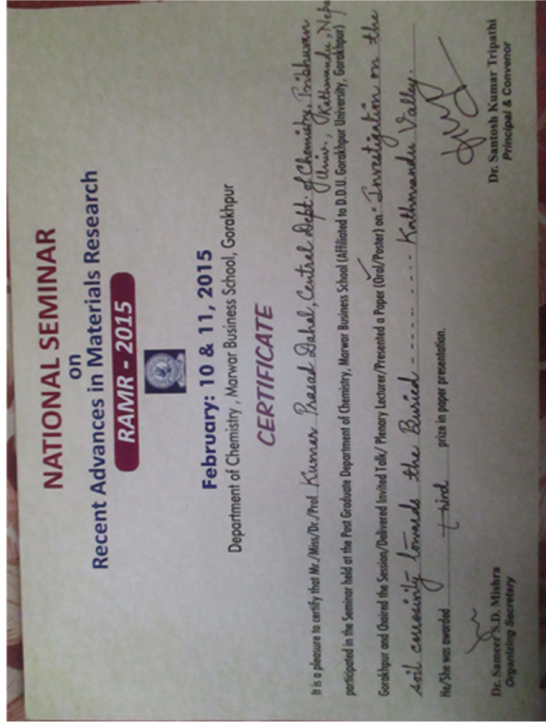 NATIONAL SEMINAR
on
Recent Advances in Materials Research
RAMR - 2015
February: 10 & 11, 2015
Department of Chemistry, Marwar Business School, Gorakhpur
CERTIFICATE
It is a pleasure to certify that Mr./Miss/Dr./Prof. Kumar Prasad Dahal, Central Dept. of Chemistry, Tribhuvan
Univ., Kathmandu, Nepa
participated in the Seminar held at the Post Graduate Department of Chemistry, Marwar Business School (Affiliated to D.D.U. Gorakhpur University, Gorakhpur)
Gorakhpur and Chaired the Session/Delivered Invited Talk/ Plenary Lecturer/Presented a Paper (Oral/Poster) on " Investigation on the
soil corrosivity towards the Buried - - - - - - - - - Kathmandu Valley.
He/She was awarded third prize in paper presentation.
Dr. Sameer S.D. Mishra
Organizing Secretary
Dr. Santosh Kumar Tripathi
Principal & Convenor